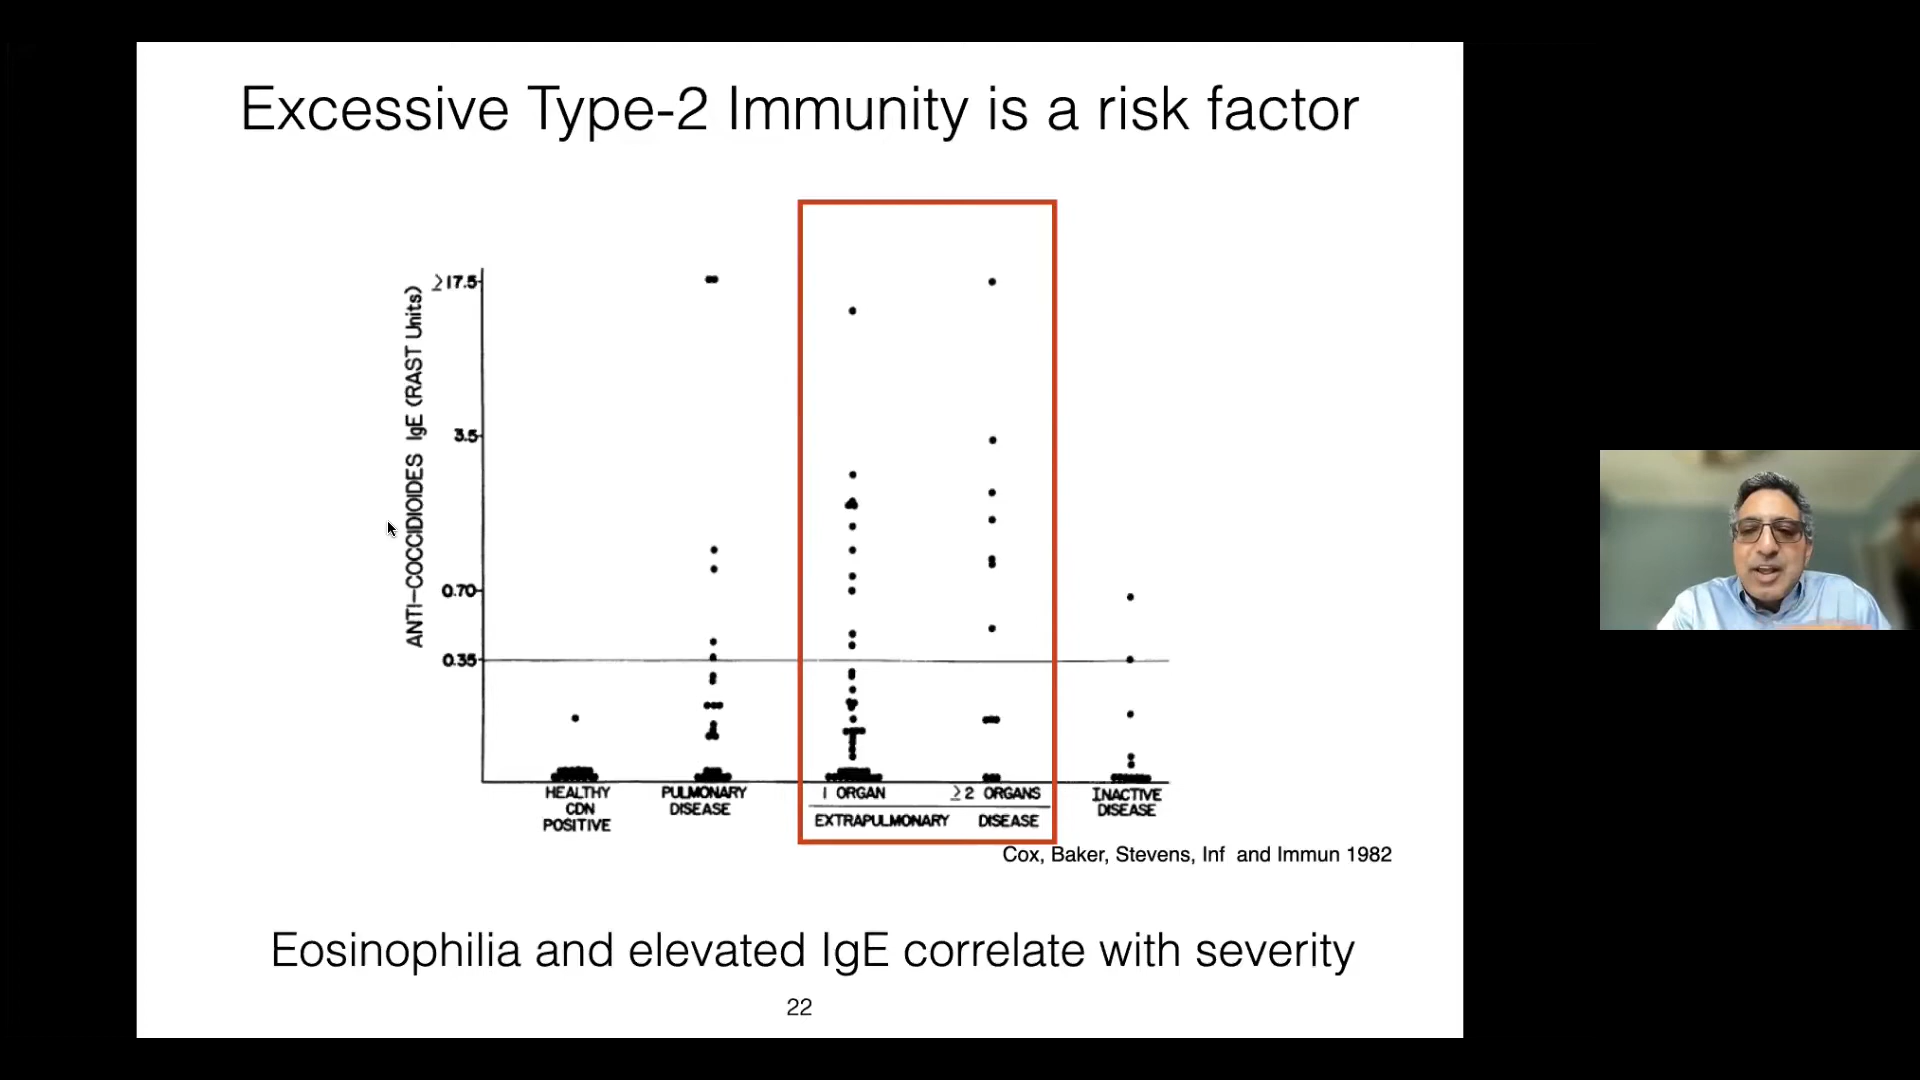 Excessive Type-2 Immunity is a risk factor
ANTI-COCCIDIOIDES IgE (RAST Units)
≥17.5
3.5
0.70
0.35
HEALTHY
CDN
POSITIVE
PULMONARY
DISEASE
1 ORGAN
≥2 ORGANS
EXTRAPULMONARY DISEASE
INACTIVE
DISEASE
Cox, Baker, Stevens, Inf and Immun 1982
Eosinophilia and elevated IgE correlate with severity
22